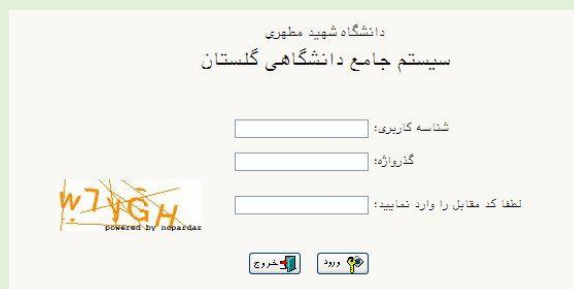 دانشگاه شهید مطهري
سیستم جامع دانشگاهی گلستان
شناسه کاربری:
گذرواژه:
لطفا کد مقابل را وارد نمایید:
powered by nopardaz
ورود
خروج